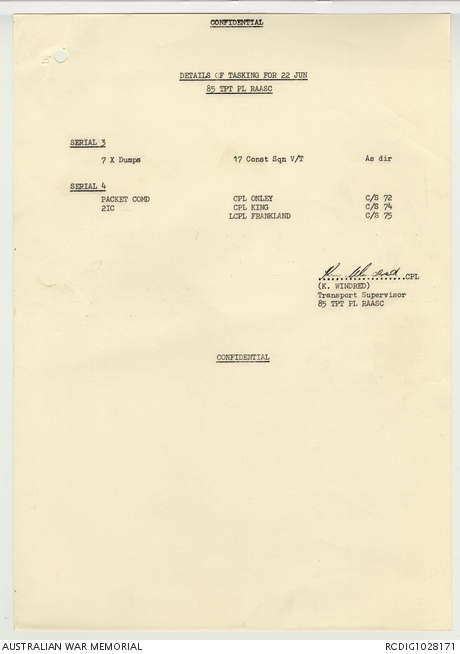 CONFIDENTIAL
DETAILS OF TASKING FOR 22 JUN
85 TPT PL RAASC
SERIAL 3
7 X Dumps 17 Const Sqn V/T As dir
SERIAL 4
PACKET COMD CPL ONLEY C/S 72
2IC CPL KING C/S 74
LCPL FRANKLAND C/S 75
CPL
(K. WINDRED)
Transport Supervisor
85 TPT PL RAASC
CONFIDENTIAL
AUSTRALIAN WAR MEMORIAL RCDIG1028171